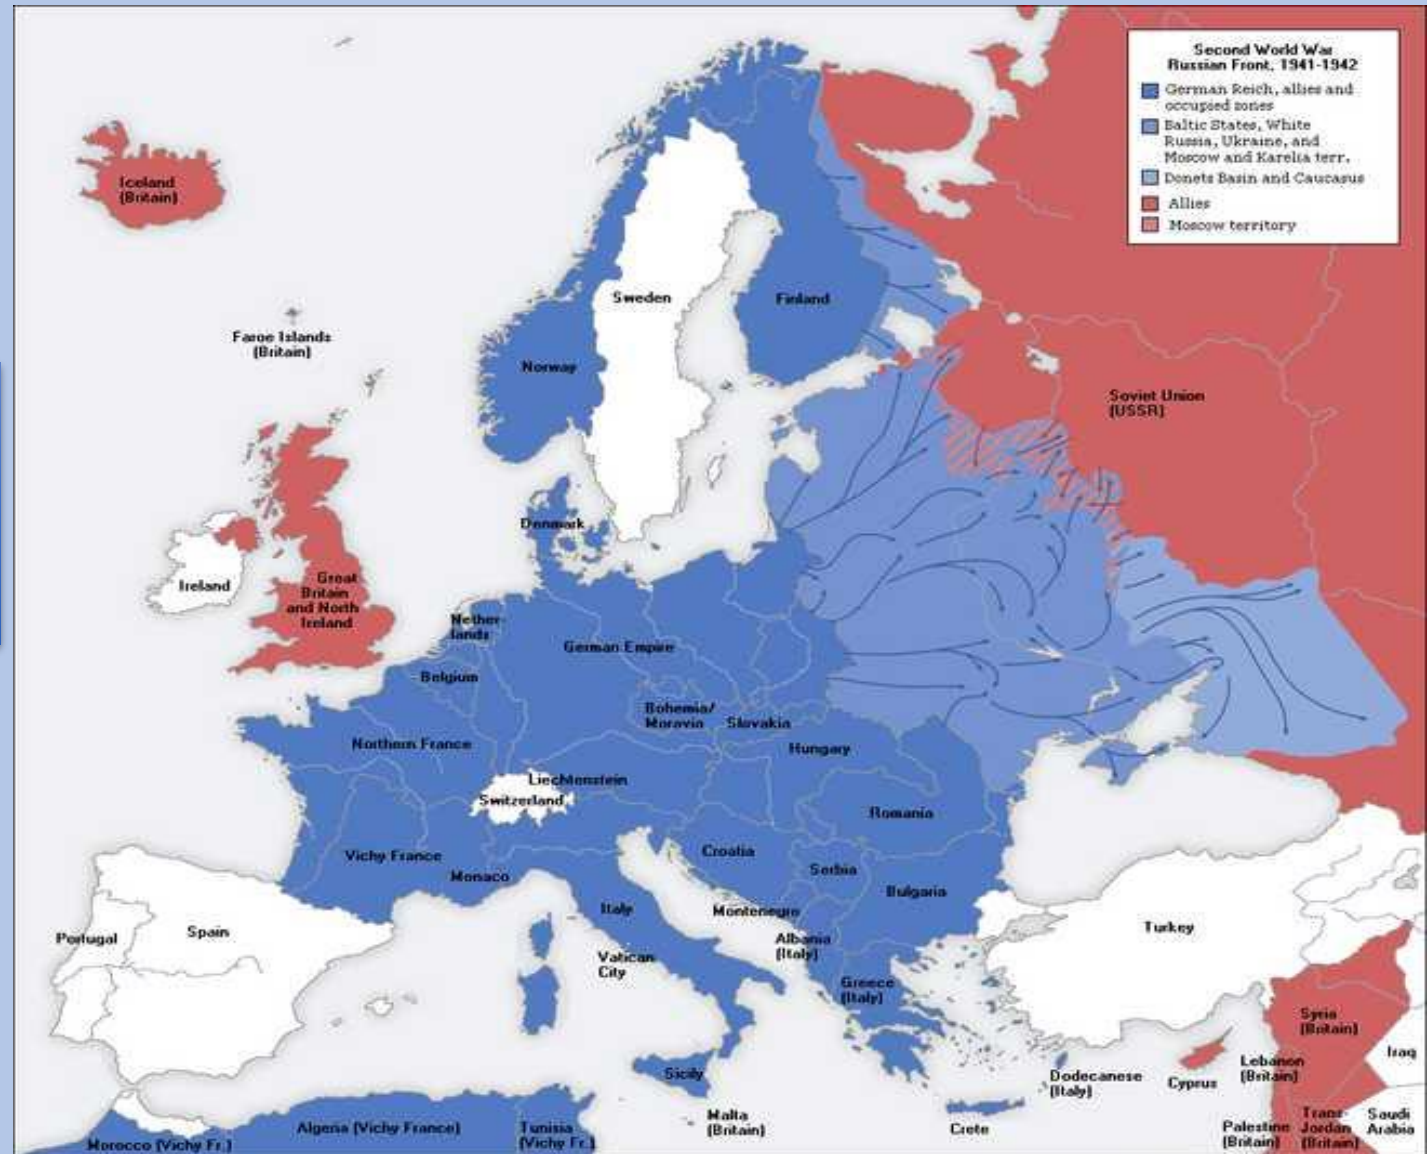 Second World War
Russian Front, 1941-1942
German Reich, allies and
occupied zones
Baltic States, White
Russia, Ukraine, and
Moscow and Karelia terr.
Donets Basin and Caucasus
Allies
Moscow territory
Iceland
(Britain)
Faroe Islands
(Britain)
Sweden
Finland
Norway
Soviet Union
(USSR)
Denmark
Ireland
Great
Britain
and North
Ireland
Nether-
lands
German Empire
Belgium
Bohemia/
Moravia
Slovakia
Northern France
Hungary
Liechtenstein
Switzerland
Romania
Vichy France
Croatia
Serbia
Monaco
Bulgaria
Italy
Montenegro
Portugal
Spain
Turkey
Albania
(Italy)
Vatican
City
Greece
(Italy)
Syria
(Britain)
Iraq
Lebanon
(Britain)
Sicily
Dodecanese
(Italy)
Cyprus
Malta
(Britain)
Crete
Palestine
(Britain)
Trans-
Jordan
(Britain)
Saudi
Arabia
Morocco (Vichy Fr.)
Algeria (Vichy France)
Tunisia
(Vichy Fr.)